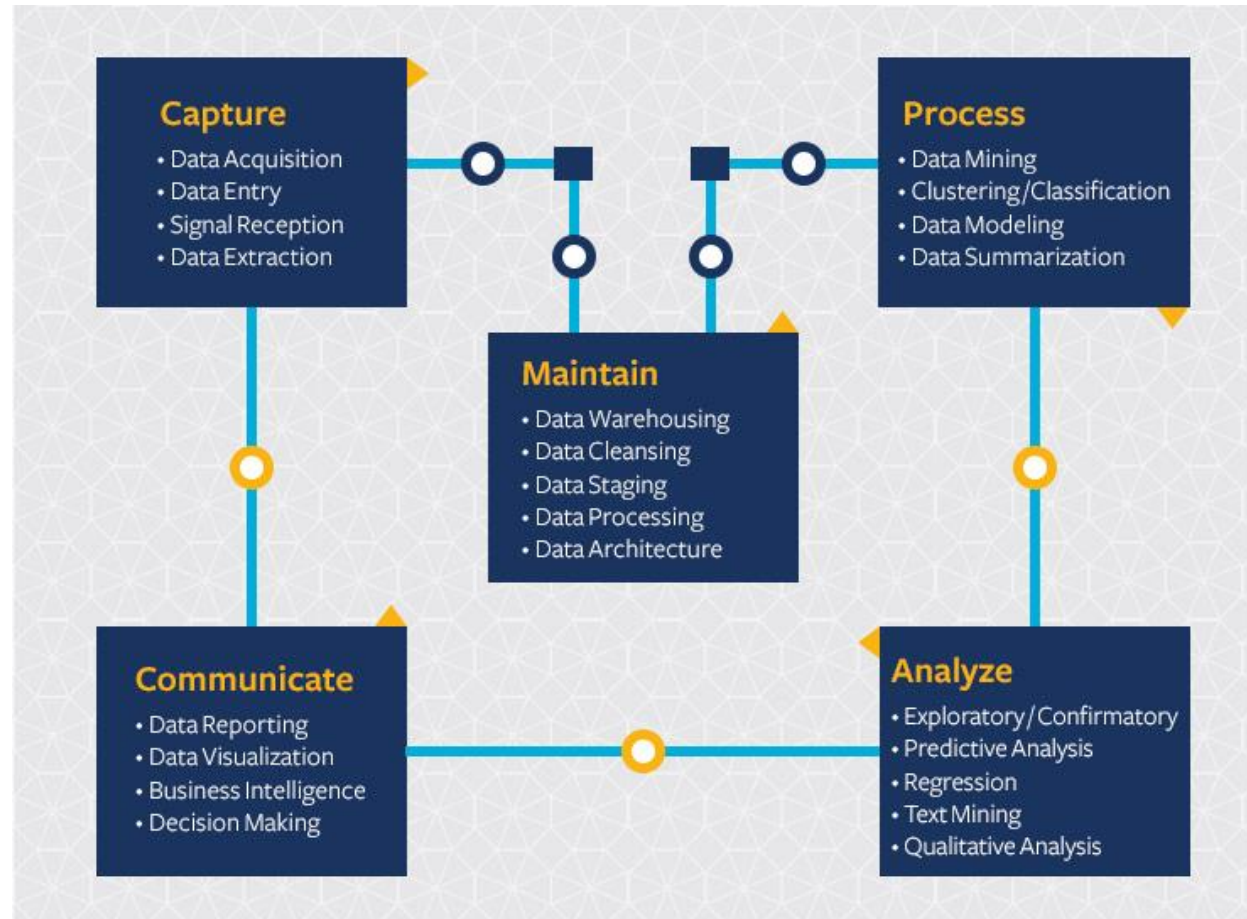 Capture
• Data Acquisition
• Data Entry
• Signal Reception
• Data Extraction
Process
• Data Mining
• Clustering/Classification
• Data Modeling
• Data Summarization
Maintain
• Data Warehousing
• Data Cleansing
• Data Staging
• Data Processing
• Data Architecture
Communicate
• Data Reporting
• Data Visualization
• Business Intelligence
• Decision Making
Analyze
• Exploratory/Confirmatory
• Predictive Analysis
• Regression
• Text Mining
• Qualitative Analysis